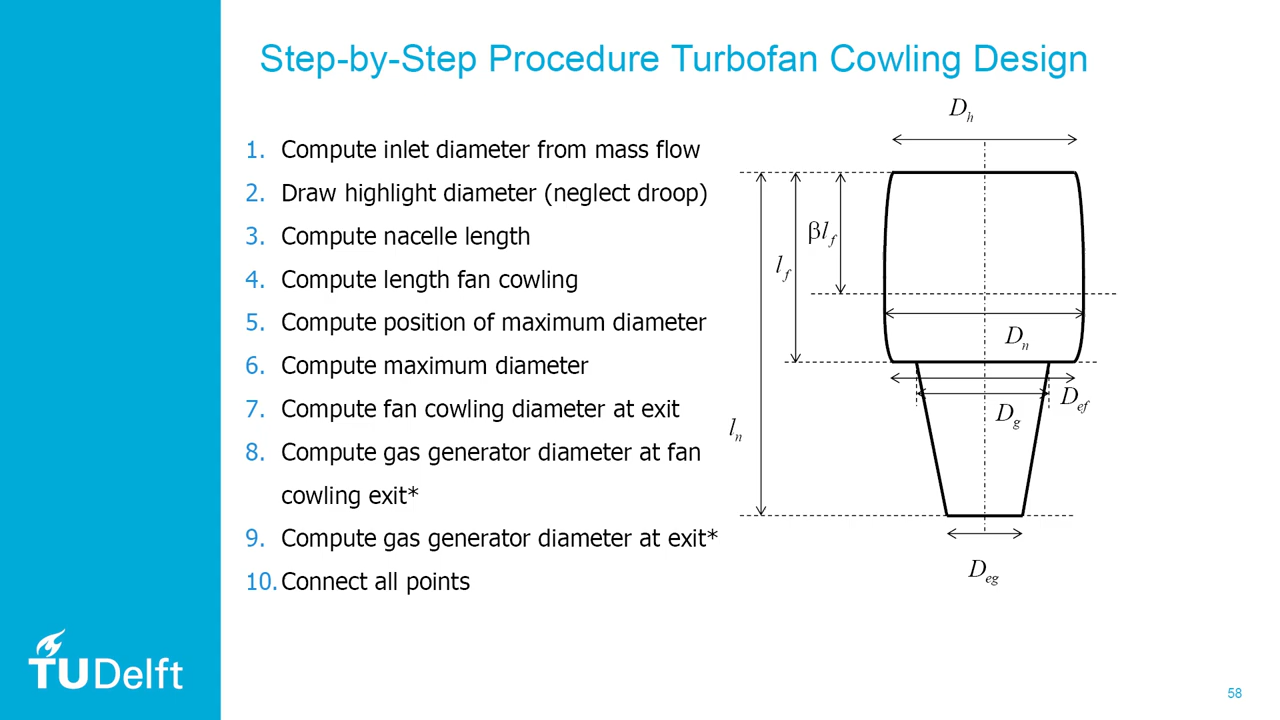 Step-by-Step Procedure Turbofan Cowling Design
1. Compute inlet diameter from mass flow
2. Draw highlight diameter (neglect droop)
3. Compute nacelle length
4. Compute length fan cowling
5. Compute position of maximum diameter
6. Compute maximum diameter
7. Compute fan cowling diameter at exit
8. Compute gas generator diameter at fan
cowling exit*
9. Compute gas generator diameter at exit*
10. Connect all points
Dh
βlf
lf
Dn
Def
Dg
ln
Deg
TUDelft
58